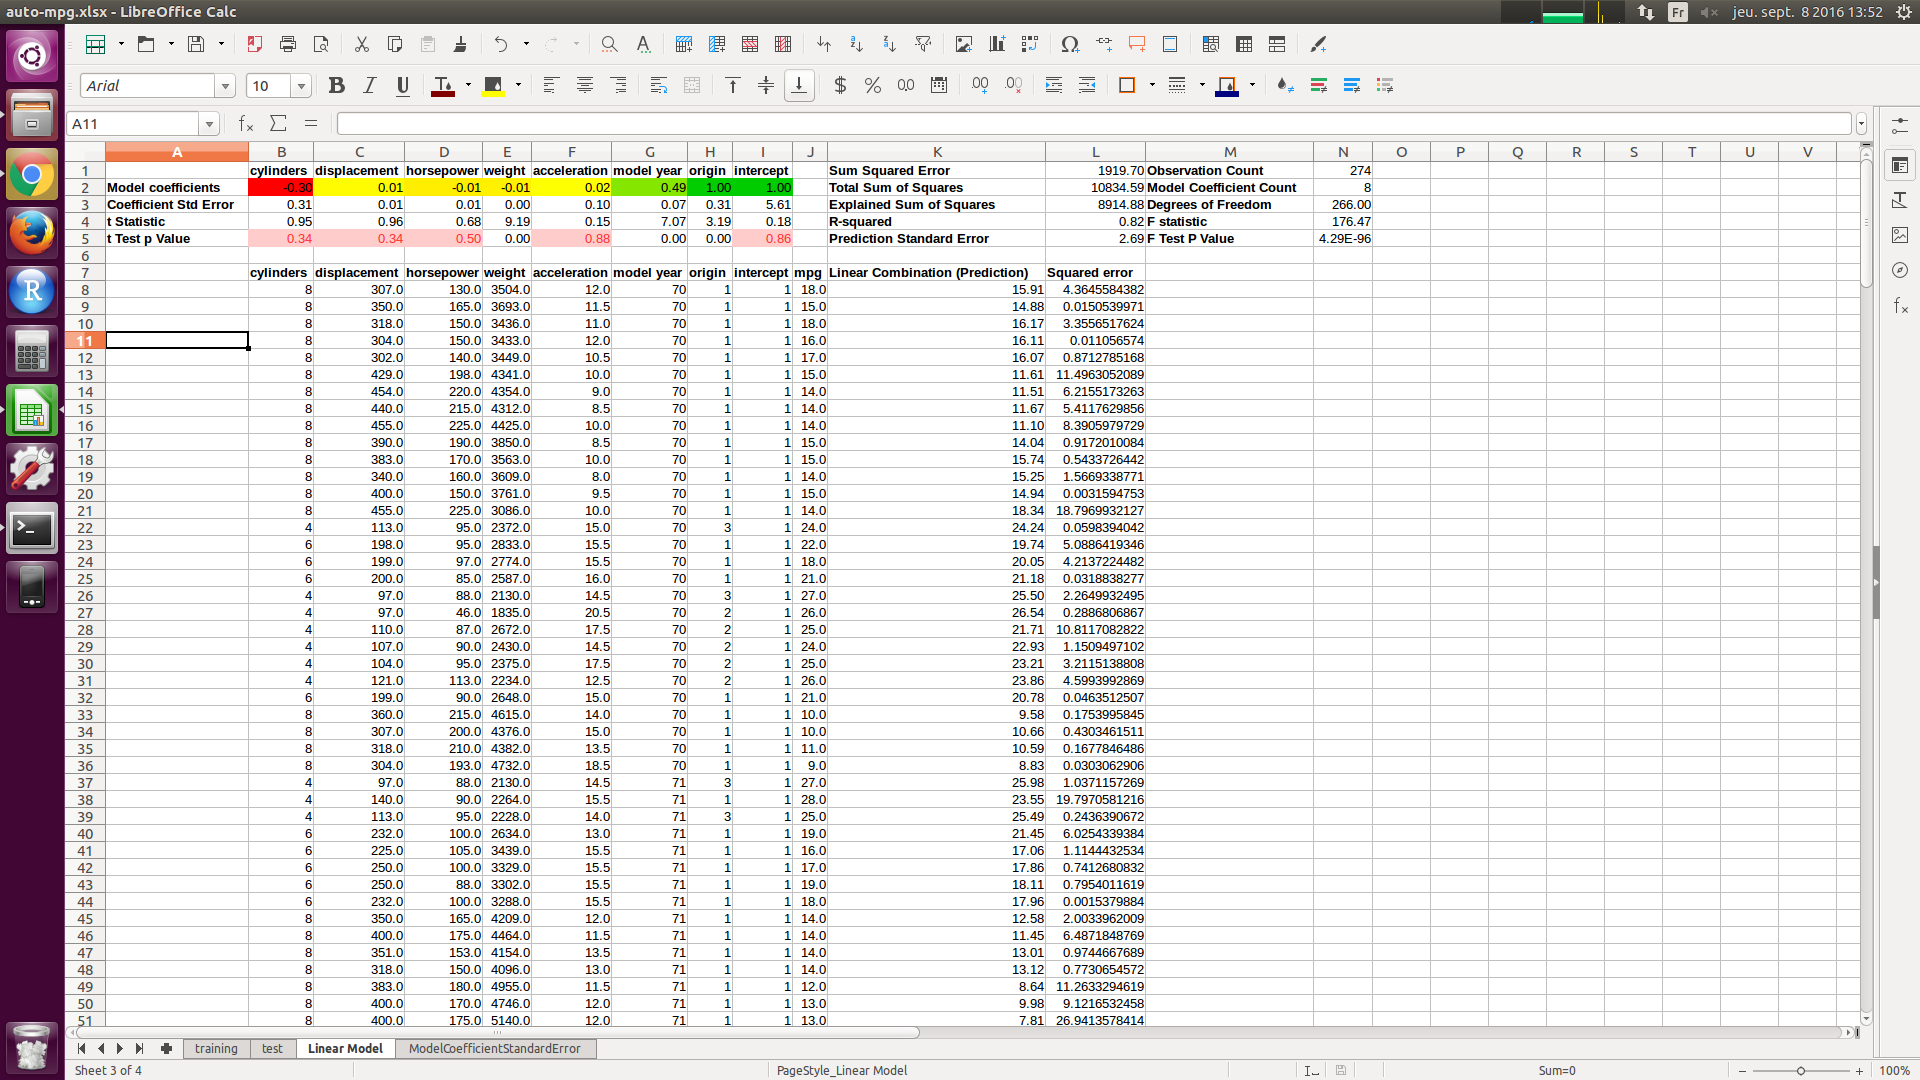 auto-mpg.xlsx - LibreOffice Calc Fr jeu. sept. 8 2016 13:52
Arial 10
A11
A B C D E F G H I J K L M N O P Q R S T U V
1 cylinders displacement horsepower weight acceleration model year origin intercept Sum Squared Error 1919.70 Observation Count 274
2 Model coefficients -0.30 0.01 -0.01 -0.01 0.02 0.49 1.00 1.00 Total Sum of Squares 10834.59 Model Coefficient Count 8
3 Coefficient Std Error 0.31 0.01 0.01 0.00 0.10 0.07 0.31 5.61 Explained Sum of Squares 8914.88 Degrees of Freedom 266.00
4 t Statistic 0.95 0.96 0.68 9.19 0.15 7.07 3.19 0.18 R-squared 0.82 F statistic 176.47
5 t Test p Value 0.34 0.34 0.50 0.00 0.88 0.00 0.00 0.86 Prediction Standard Error 2.69 F Test P Value 4.29E-96
6
7 cylinders displacement horsepower weight acceleration model year origin intercept mpg Linear Combination (Prediction) Squared error
8 8 307.0 130.0 3504.0 12.0 70 1 1 18.0 15.91 4.3645584382
9 8 350.0 165.0 3693.0 11.5 70 1 1 15.0 14.88 0.0150539971
10 8 318.0 150.0 3436.0 11.0 70 1 1 18.0 16.17 3.3556517624
11 8 304.0 150.0 3433.0 12.0 70 1 1 16.0 16.11 0.011056574
12 8 302.0 140.0 3449.0 10.5 70 1 1 17.0 16.07 0.8712785168
13 8 429.0 198.0 4341.0 10.0 70 1 1 15.0 11.61 11.4963052089
14 8 454.0 220.0 4354.0 9.0 70 1 1 14.0 11.51 6.2155173263
15 8 440.0 215.0 4312.0 8.5 70 1 1 14.0 11.67 5.4117629856
16 8 455.0 225.0 4425.0 10.0 70 1 1 14.0 11.10 8.3905979729
17 8 390.0 190.0 3850.0 8.5 70 1 1 15.0 14.04 0.9172010084
18 8 383.0 170.0 3563.0 10.0 70 1 1 15.0 15.74 0.5433726442
19 8 340.0 160.0 3609.0 8.0 70 1 1 14.0 15.25 1.5669338771
20 8 400.0 150.0 3761.0 9.5 70 1 1 15.0 14.94 0.0031594753
21 8 455.0 225.0 3086.0 10.0 70 1 1 14.0 18.34 18.7969932127
22 4 113.0 95.0 2372.0 15.0 70 3 1 24.0 24.24 0.0598394042
23 6 198.0 95.0 2833.0 15.5 70 1 1 22.0 19.74 5.0886419346
24 6 199.0 97.0 2774.0 15.5 70 1 1 18.0 20.05 4.2137224482
25 6 200.0 85.0 2587.0 16.0 70 1 1 21.0 21.18 0.0318838277
26 4 97.0 88.0 2130.0 14.5 70 3 1 27.0 25.50 2.2649932495
27 4 97.0 46.0 1835.0 20.5 70 2 1 26.0 26.54 0.2886806867
28 4 110.0 87.0 2672.0 17.5 70 2 1 25.0 21.71 10.8117082822
29 4 107.0 90.0 2430.0 14.5 70 2 1 24.0 22.93 1.1509497102
30 4 104.0 95.0 2375.0 17.5 70 2 1 25.0 23.21 3.2115138808
31 4 121.0 113.0 2234.0 12.5 70 2 1 26.0 23.86 4.5993992869
32 6 199.0 90.0 2648.0 15.0 70 1 1 21.0 20.78 0.0463512507
33 8 360.0 215.0 4615.0 14.0 70 1 1 10.0 9.58 0.1753995845
34 8 307.0 200.0 4376.0 15.0 70 1 1 10.0 10.66 0.4303461511
35 8 318.0 210.0 4382.0 13.5 70 1 1 11.0 10.59 0.1677846486
36 8 304.0 193.0 4732.0 18.5 70 1 1 9.0 8.83 0.0303062906
37 4 97.0 88.0 2130.0 14.5 71 3 1 27.0 25.98 1.0371157269
38 4 140.0 90.0 2264.0 15.5 71 1 1 28.0 23.55 19.7970581216
39 4 113.0 95.0 2228.0 14.0 71 3 1 25.0 25.49 0.2436390672
40 6 232.0 100.0 2634.0 13.0 71 1 1 19.0 21.45 6.0254339384
41 6 225.0 105.0 3439.0 15.5 71 1 1 16.0 17.06 1.1144432534
42 6 250.0 100.0 3329.0 15.5 71 1 1 17.0 17.86 0.7412680832
43 6 250.0 88.0 3302.0 15.5 71 1 1 19.0 18.11 0.7954011619
44 6 232.0 100.0 3288.0 15.5 71 1 1 18.0 17.96 0.0015379884
45 8 350.0 165.0 4209.0 12.0 71 1 1 14.0 12.58 2.0033962009
46 8 400.0 175.0 4464.0 11.5 71 1 1 14.0 11.45 6.4871848769
47 8 351.0 153.0 4154.0 13.5 71 1 1 14.0 13.01 0.9744667689
48 8 318.0 150.0 4096.0 13.0 71 1 1 14.0 13.12 0.7730654572
49 8 383.0 180.0 4955.0 11.5 71 1 1 12.0 8.64 11.2633294619
50 8 400.0 170.0 4746.0 12.0 71 1 1 13.0 9.98 9.1216532458
51 8 400.0 175.0 5140.0 12.0 71 1 1 13.0 7.81 26.9413578414
training test Linear Model ModelCoefficientStandardError
Sheet 3 of 4 PageStyle_Linear Model Sum=0 100%